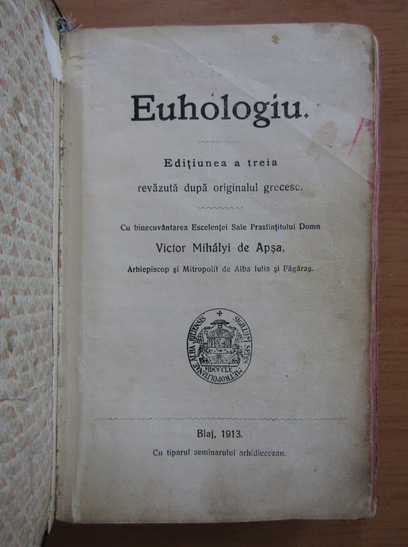 Euhologiu.
Edițiunea a treia
revăzută după originalul grecesc.
Cu binecuvântarea Escelenței Sale Prasfințitului Domn
Victor Mihályi de Apșa,
Arhiepiscop și Mitropolit de Alba Iulia și Făgăraș.
Blaj, 1913.
Cu tiparul seminarului arhidiecezan.